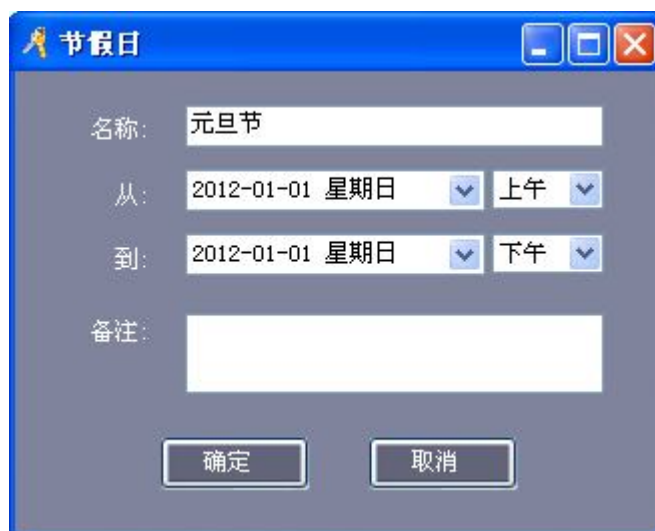 节假日
名称: 元旦节
从: 2012-01-01 星期日 上午
到: 2012-01-01 星期日 下午
备注:
确定 取消